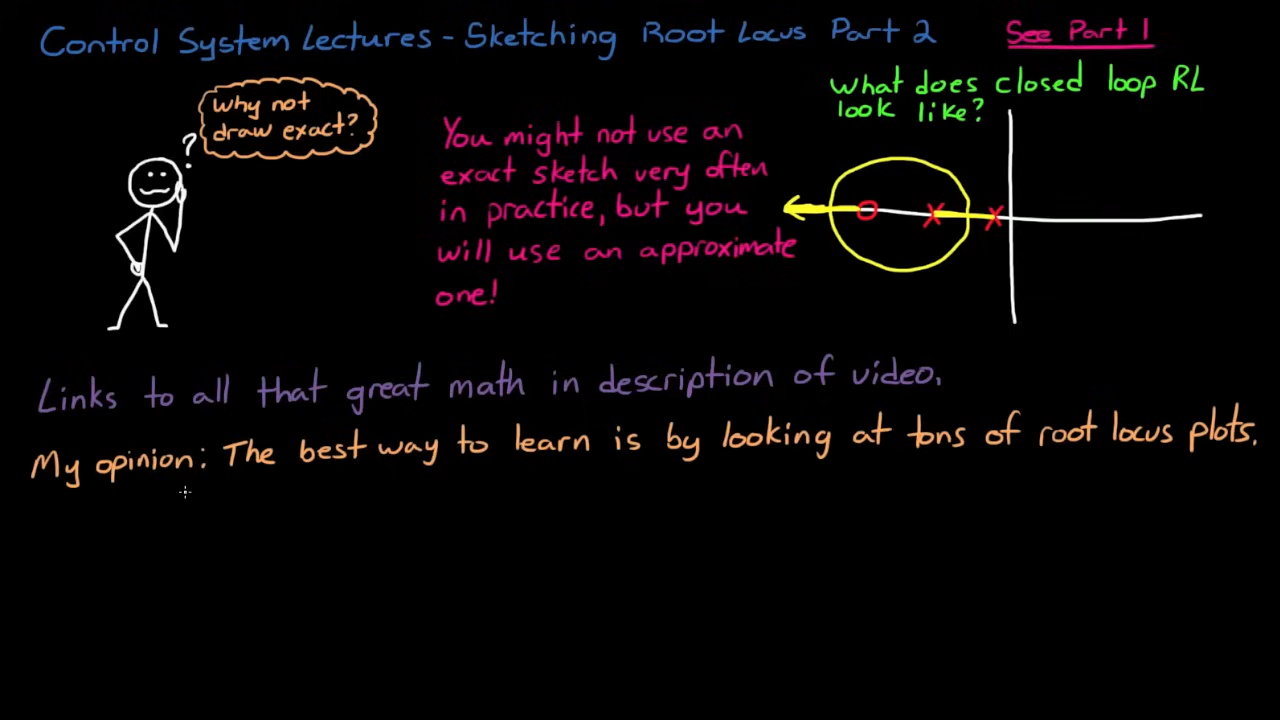 Control System Lectures - Sketching Root Locus Part 2
See Part 1
Why not
draw exact?
?
You might not use an
exact sketch very often
in practice, but you
will use an approximate
one!
What does closed loop RL
look like?
Links to all that great math in description of video.
My opinion: The best way to learn is by looking at tons of root locus plots.